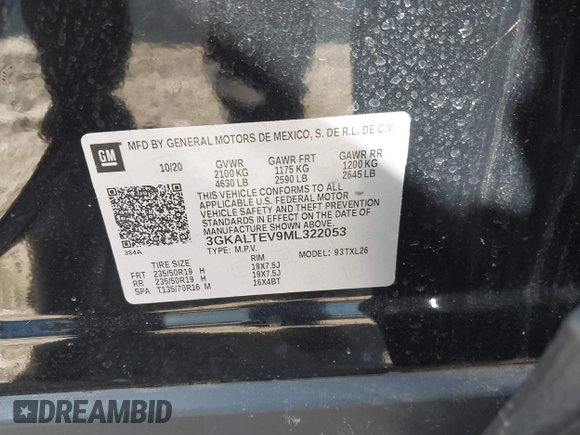 GM
MFD BY GENERAL MOTORS DE MEXICO, S. DE R.L. DE C.V.
10/20 GVWR GAWR FRT GAWR RR
2100 KG 1175 KG 1200 KG
4630 LB 2590 LB 2645 LB
THIS VEHICLE CONFORMS TO ALL
APPLICABLE U.S. FEDERAL MOTOR
VEHICLE SAFETY AND THEFT PREVENTION
STANDARDS IN EFFECT ON THE DATE OF
MANUFACTURE SHOWN ABOVE.
3GKALTEV9ML322053
TYPE: M.P.V. MODEL: 93TXL26
384A
TIRE SIZE RIM
FRT 235/50R19 H 19X7.5J
RR 235/50R19 H 19X7.5J
SPA T135/70R16 M 16X4BT
DREAMBID